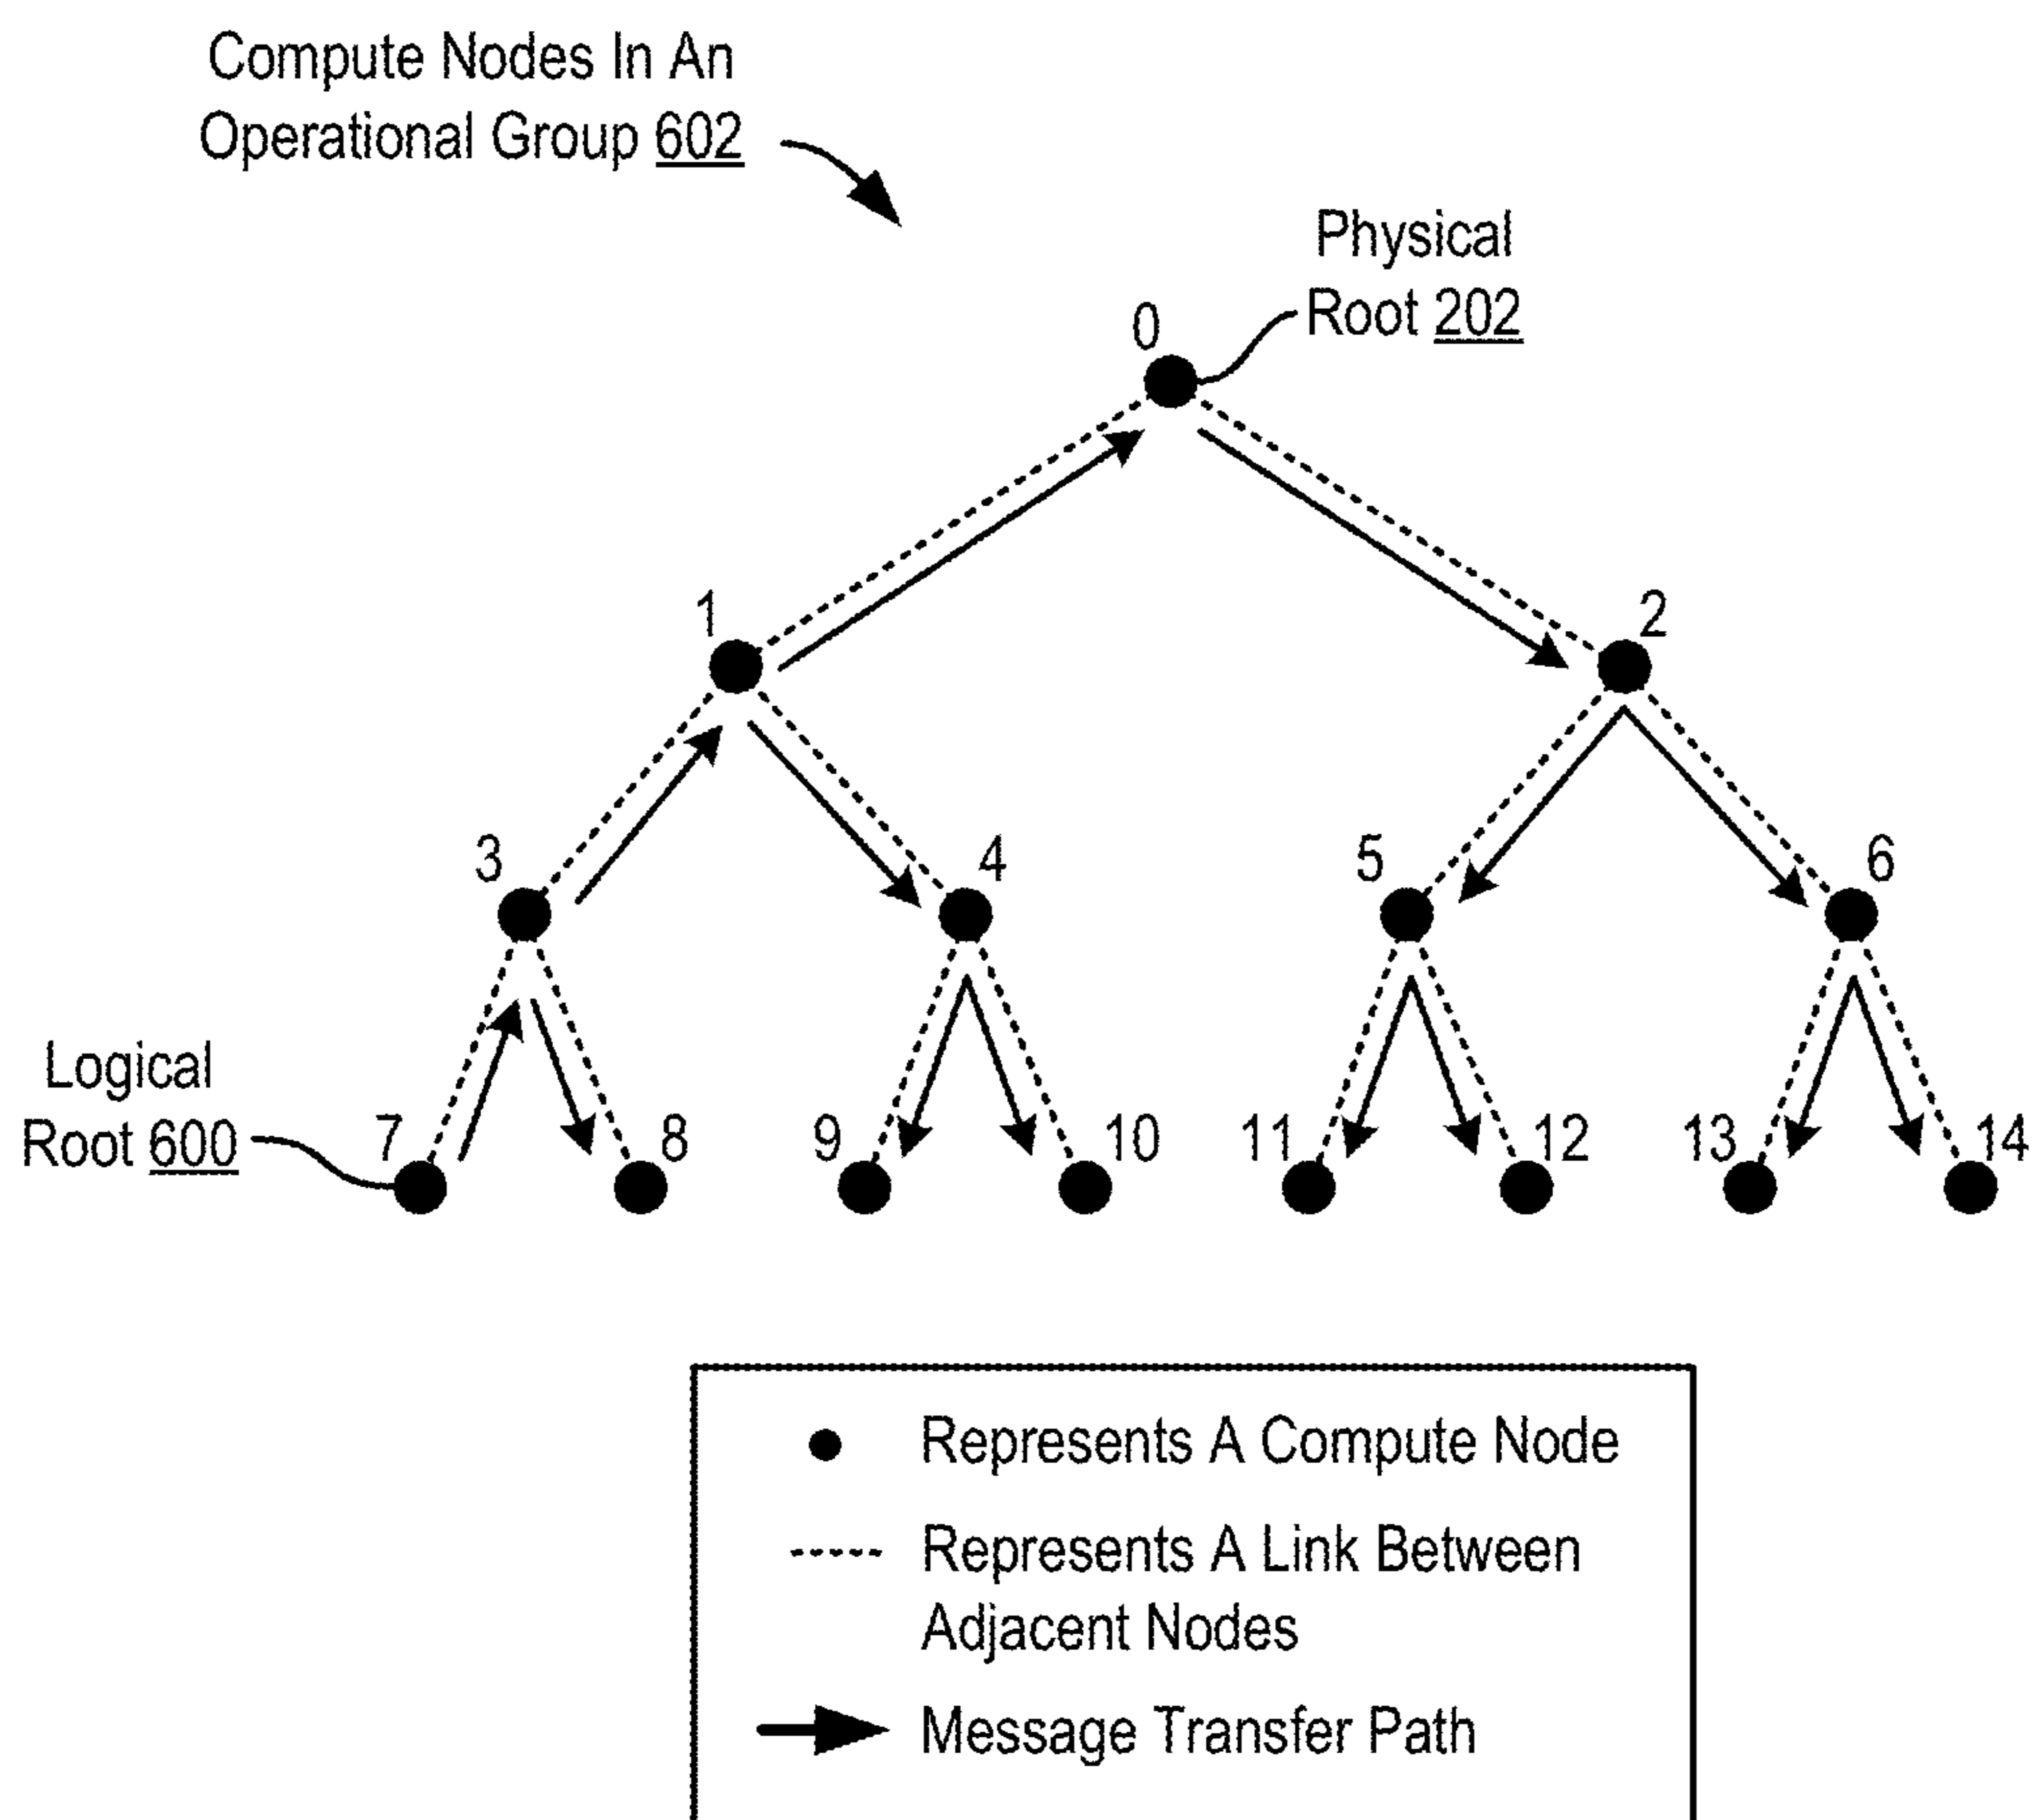 Compute Nodes In An
Operational Group 602
Physical
Root 202
0
1
2
3
4
5
6
Logical
Root 600
7
8
9
10
11
12
13
14
Represents A Compute Node
Represents A Link Between
Adjacent Nodes
Message Transfer Path